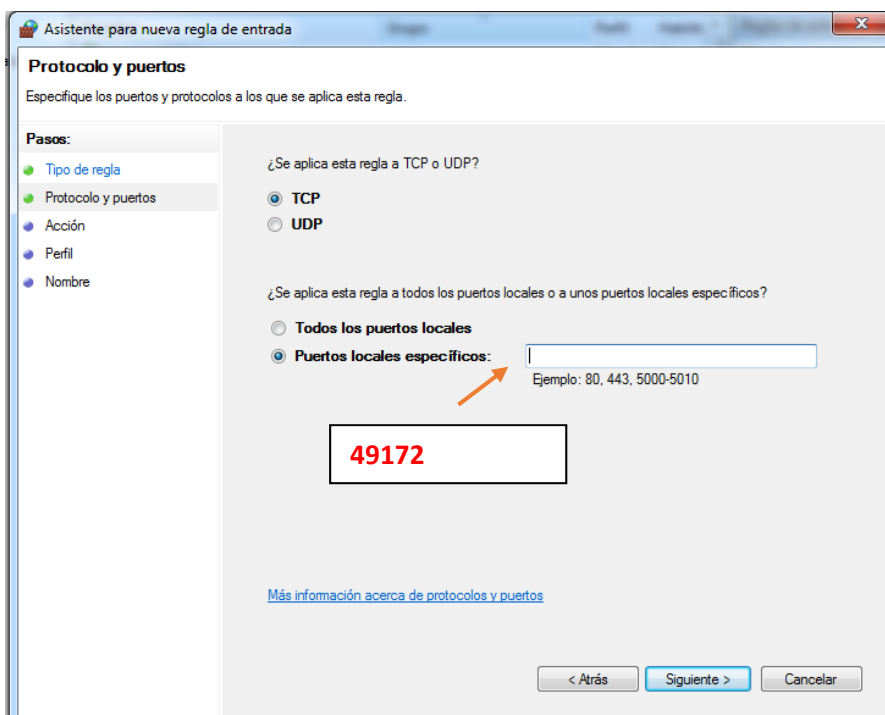 Asistente para nueva regla de entrada
Protocolo y puertos
Especifique los puertos y protocolos a los que se aplica esta regla.
Pasos:
Tipo de regla
Protocolo y puertos
Acción
Perfil
Nombre
¿Se aplica esta regla a TCP o UDP?
TCP
UDP
¿Se aplica esta regla a todos los puertos locales o a unos puertos locales específicos?
Todos los puertos locales
Puertos locales específicos:
Ejemplo: 80, 443, 5000-5010
49172
Más información acerca de protocolos y puertos
< Atrás
Siguiente >
Cancelar